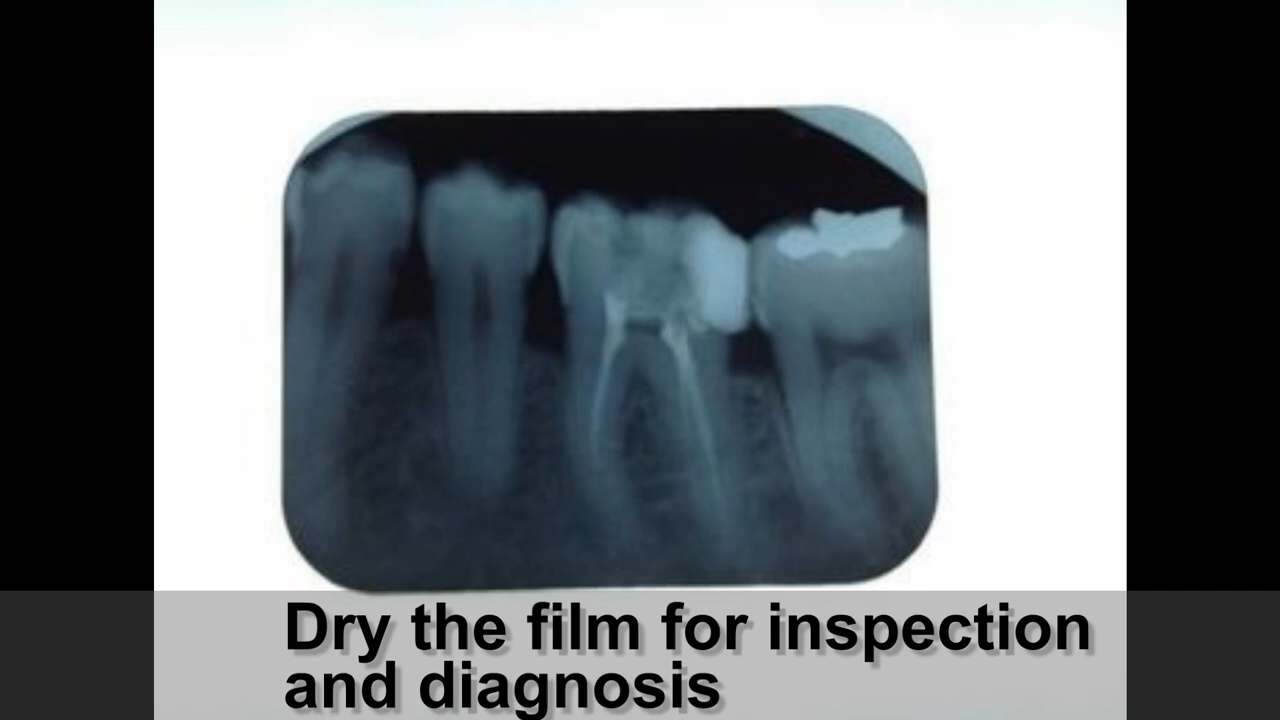 Dry the film for inspection
and diagnosis